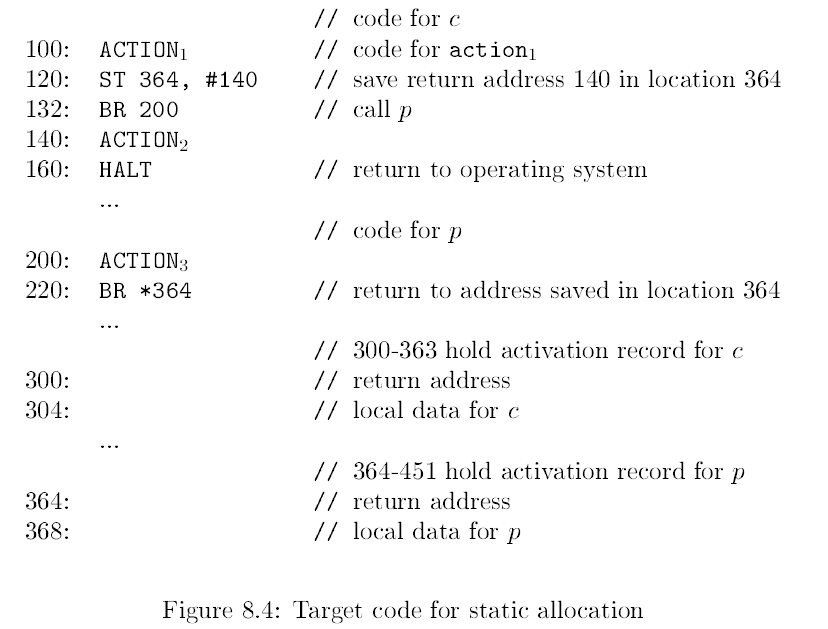 // code for c
100: ACTION₁ // code for action₁
120: ST 364, #140 // save return address 140 in location 364
132: BR 200 // call p
140: ACTION₂
160: HALT // return to operating system
...
// code for p
200: ACTION₃
220: BR *364 // return to address saved in location 364
...
// 300-363 hold activation record for c
300: // return address
304: // local data for c
...
// 364-451 hold activation record for p
364: // return address
368: // local data for p
Figure 8.4: Target code for static allocation